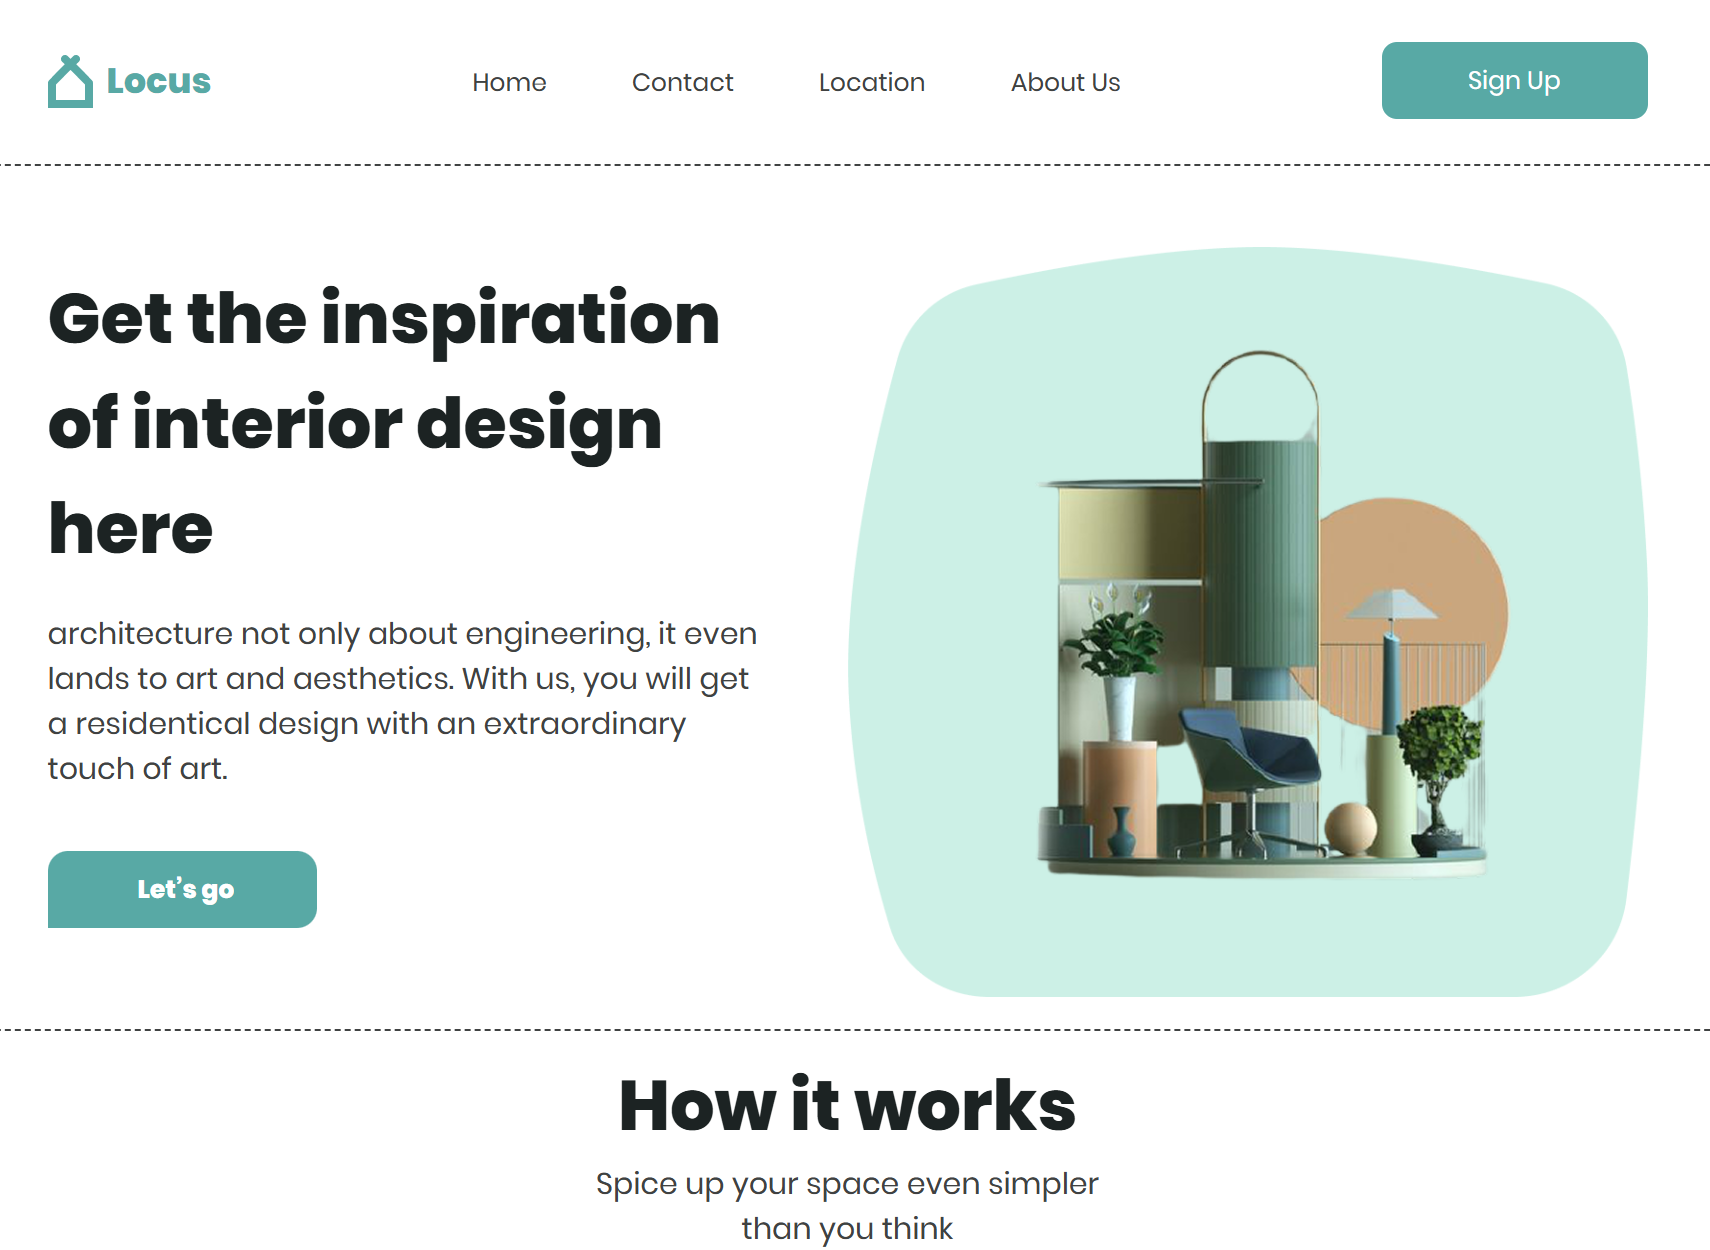 Locus
Home
Contact
Location
About Us
Sign Up
Get the inspiration
of interior design
here
architecture not only about engineering, it even
lands to art and aesthetics. With us, you will get
a residentical design with an extraordinary
touch of art.
Let’s go
How it works
Spice up your space even simpler
than you think